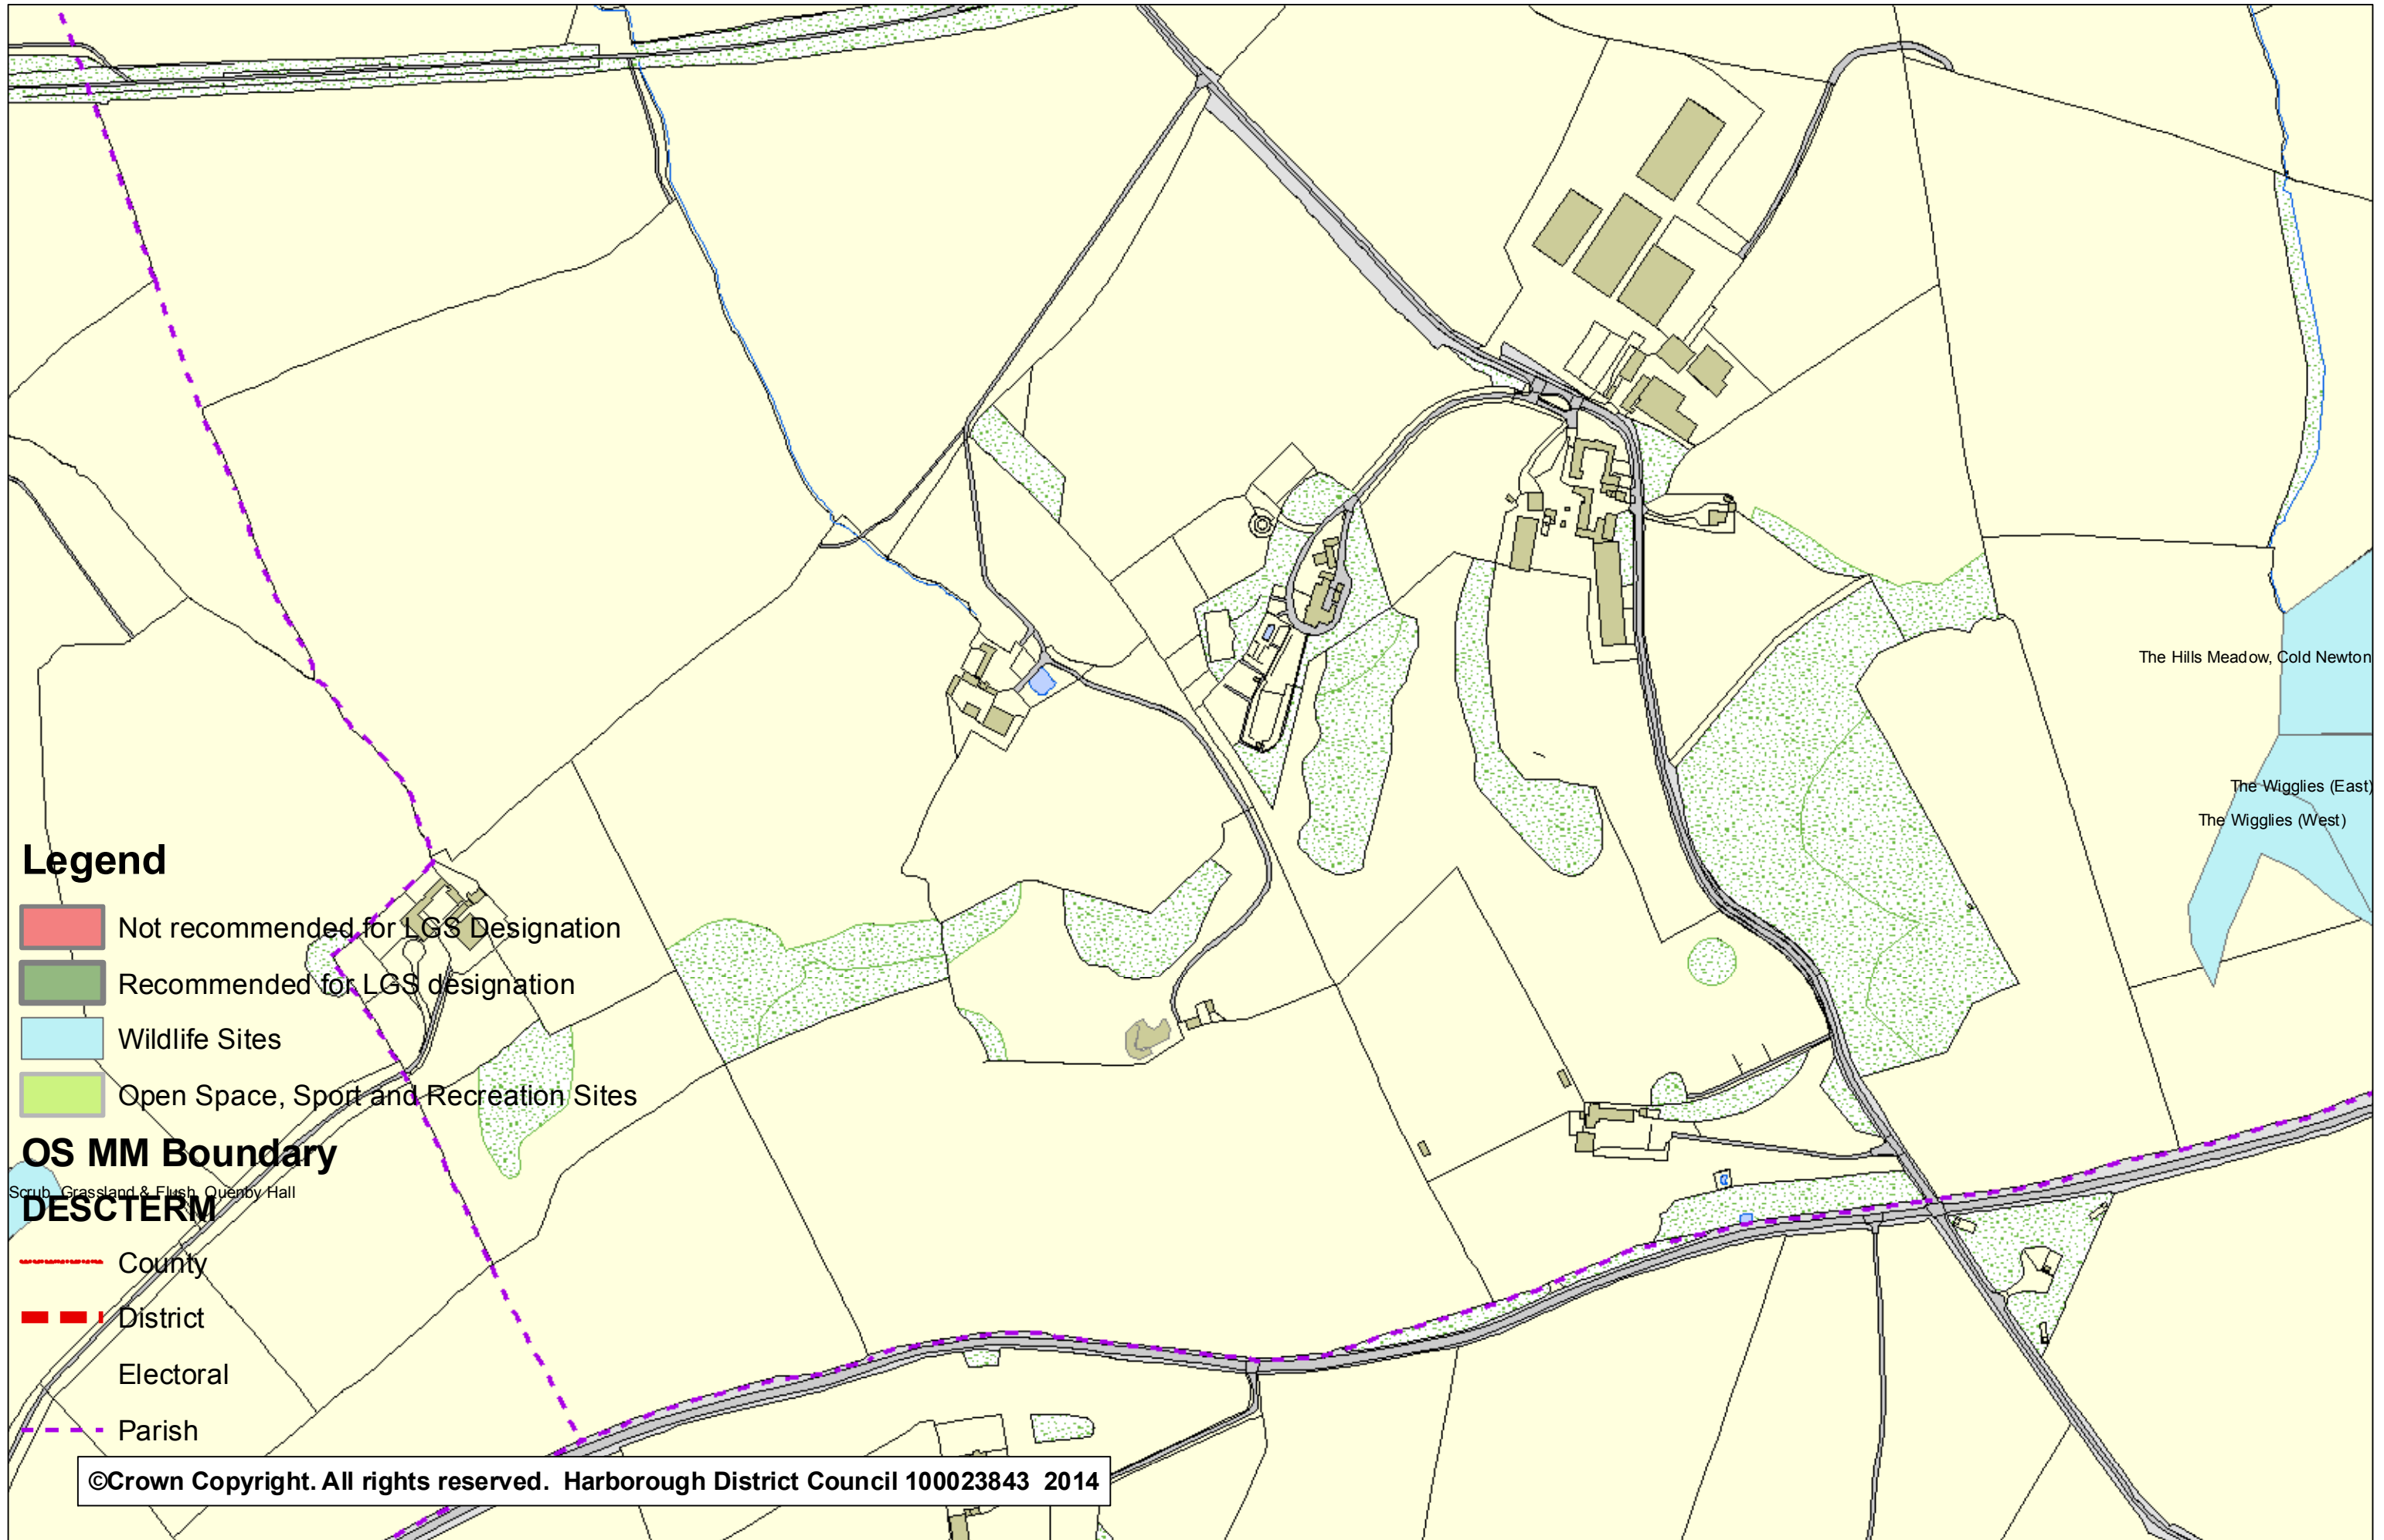 The Hills Meadow, Cold Newton
The Wigglies (East)
The Wigglies (West)
Legend
Not recommended for LGS Designation
Recommended for LGS designation
Wildlife Sites
Open Space, Sport and Recreation Sites
OS MM Boundary
Scrub, Grassland & Flush, Quenby Hall
DESCTERM
County
District
Electoral
Parish
©Crown Copyright. All rights reserved. Harborough District Council 100023843 2014